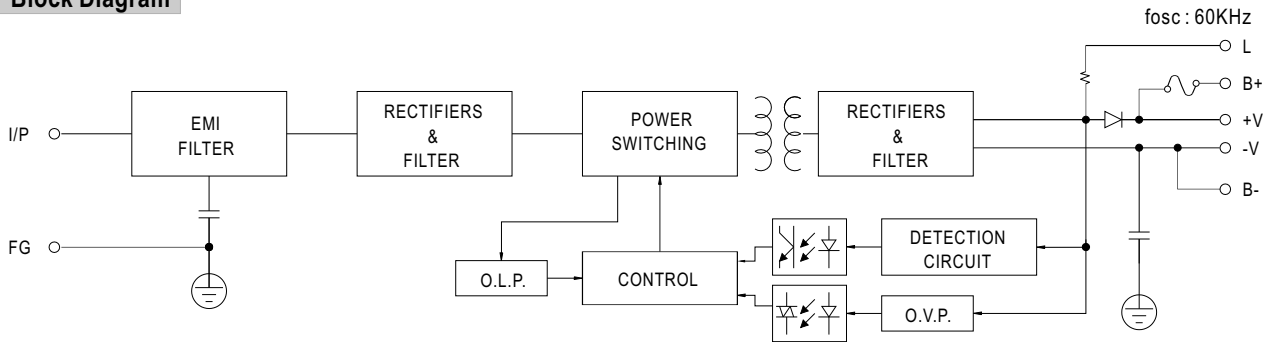 Block Diagram
fosc : 60KHz
L
B+
I/P
EMI
FILTER
RECTIFIERS
&
FILTER
POWER
SWITCHING
RECTIFIERS
&
FILTER
+V
-V
B-
FG
O.L.P.
CONTROL
DETECTION
CIRCUIT
O.V.P.